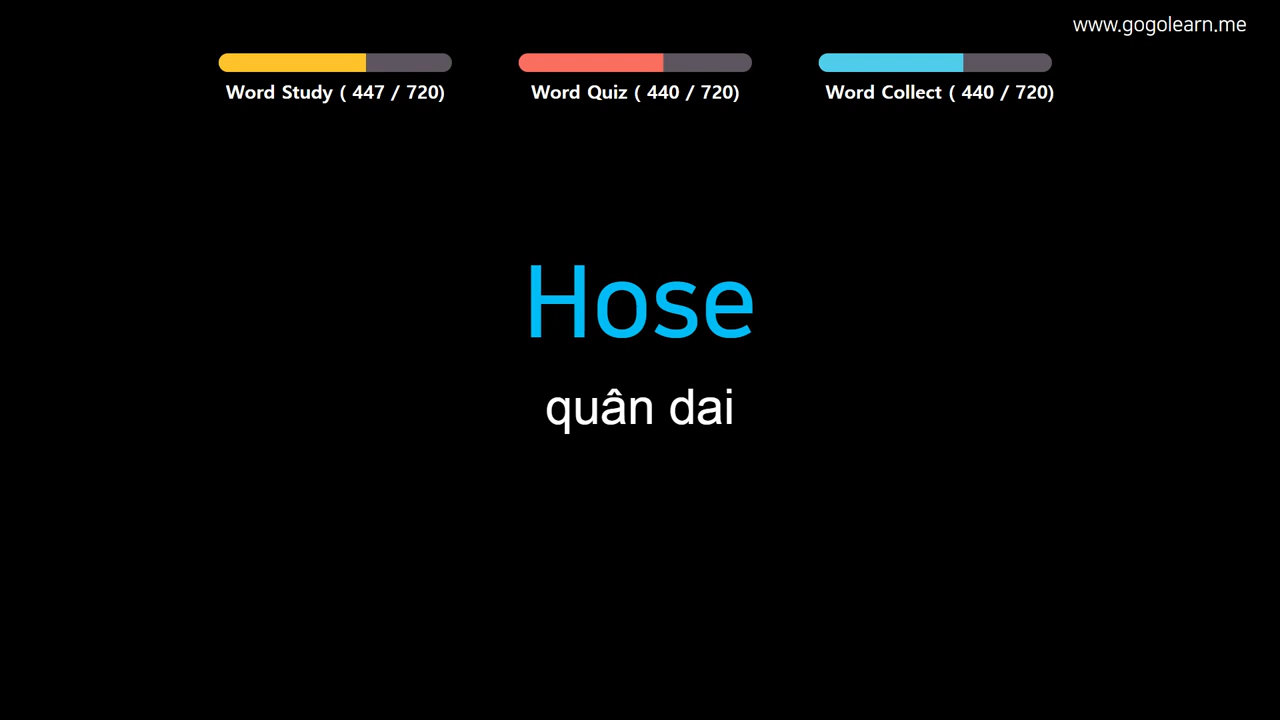 www.gogolearn.me
Word Study ( 447 / 720)
Word Quiz ( 440 / 720)
Word Collect ( 440 / 720)
Hose
quân dai